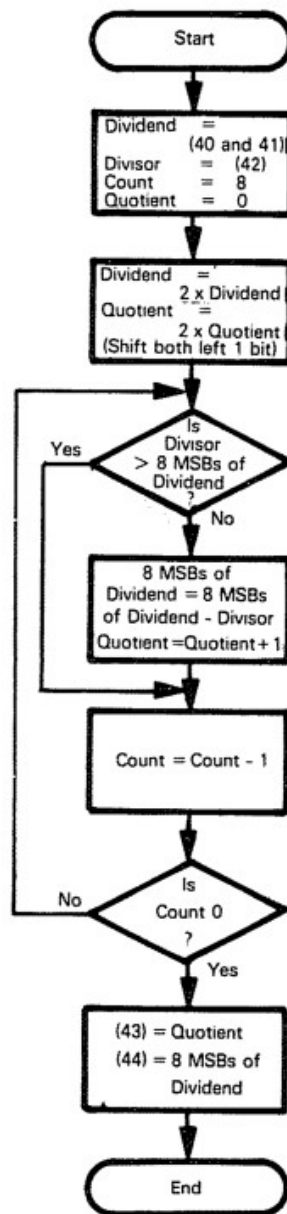 Start
Dividend =
(40 and 41)
Divisor = (42)
Count = 8
Quotient = 0
Dividend =
2 x Dividend
Quotient =
2 x Quotient
(Shift both left 1 bit)
Is
Divisor
> 8 MSBs of
Dividend
?
Yes
No
8 MSBs of
Dividend = 8 MSBs
of Dividend - Divisor
Quotient = Quotient + 1
Count = Count - 1
Is
Count 0
?
No
Yes
(43) = Quotient
(44) = 8 MSBs of
Dividend
End